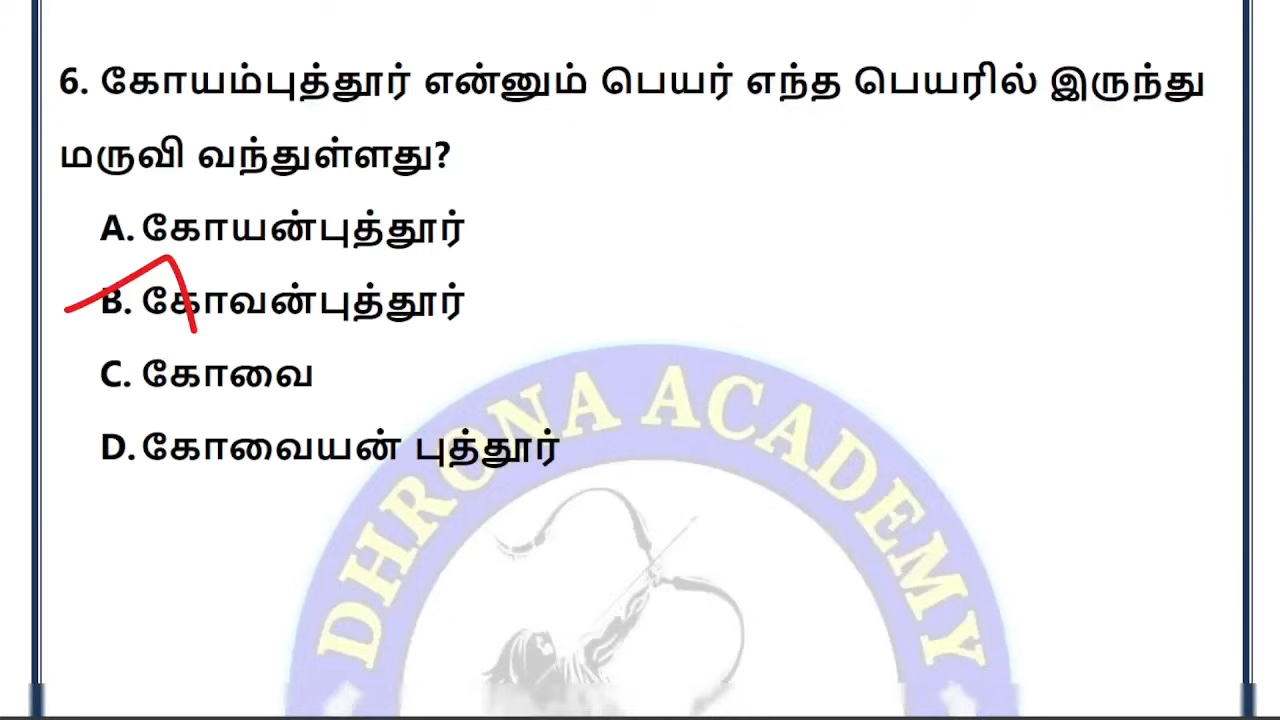 6. கோயம்புத்தூர் என்னும் பெயர் எந்த பெயரில் இருந்து
மருவி வந்துள்ளது?
A. கோயன்புத்தூர்
B. கோவன்புத்தூர்
C. கோவை
D. கோவையன் புத்தூர்
DHRONA ACADEMY